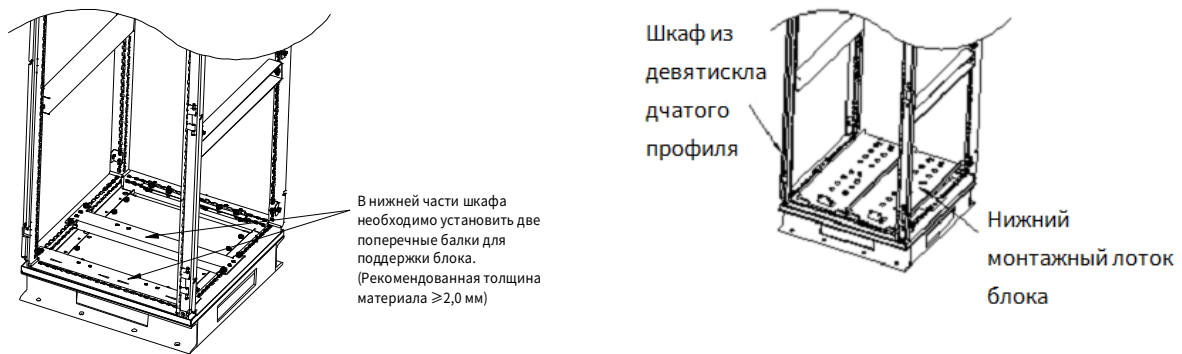 В нижней части шкафа
необходимо установить две
поперечные балки для
поддержки блока.
(Рекомендованная толщина
материала ⩾2,0 мм)
Шкаф из
девятискла
дчатого
профиля
Нижний
монтажный лоток
блока